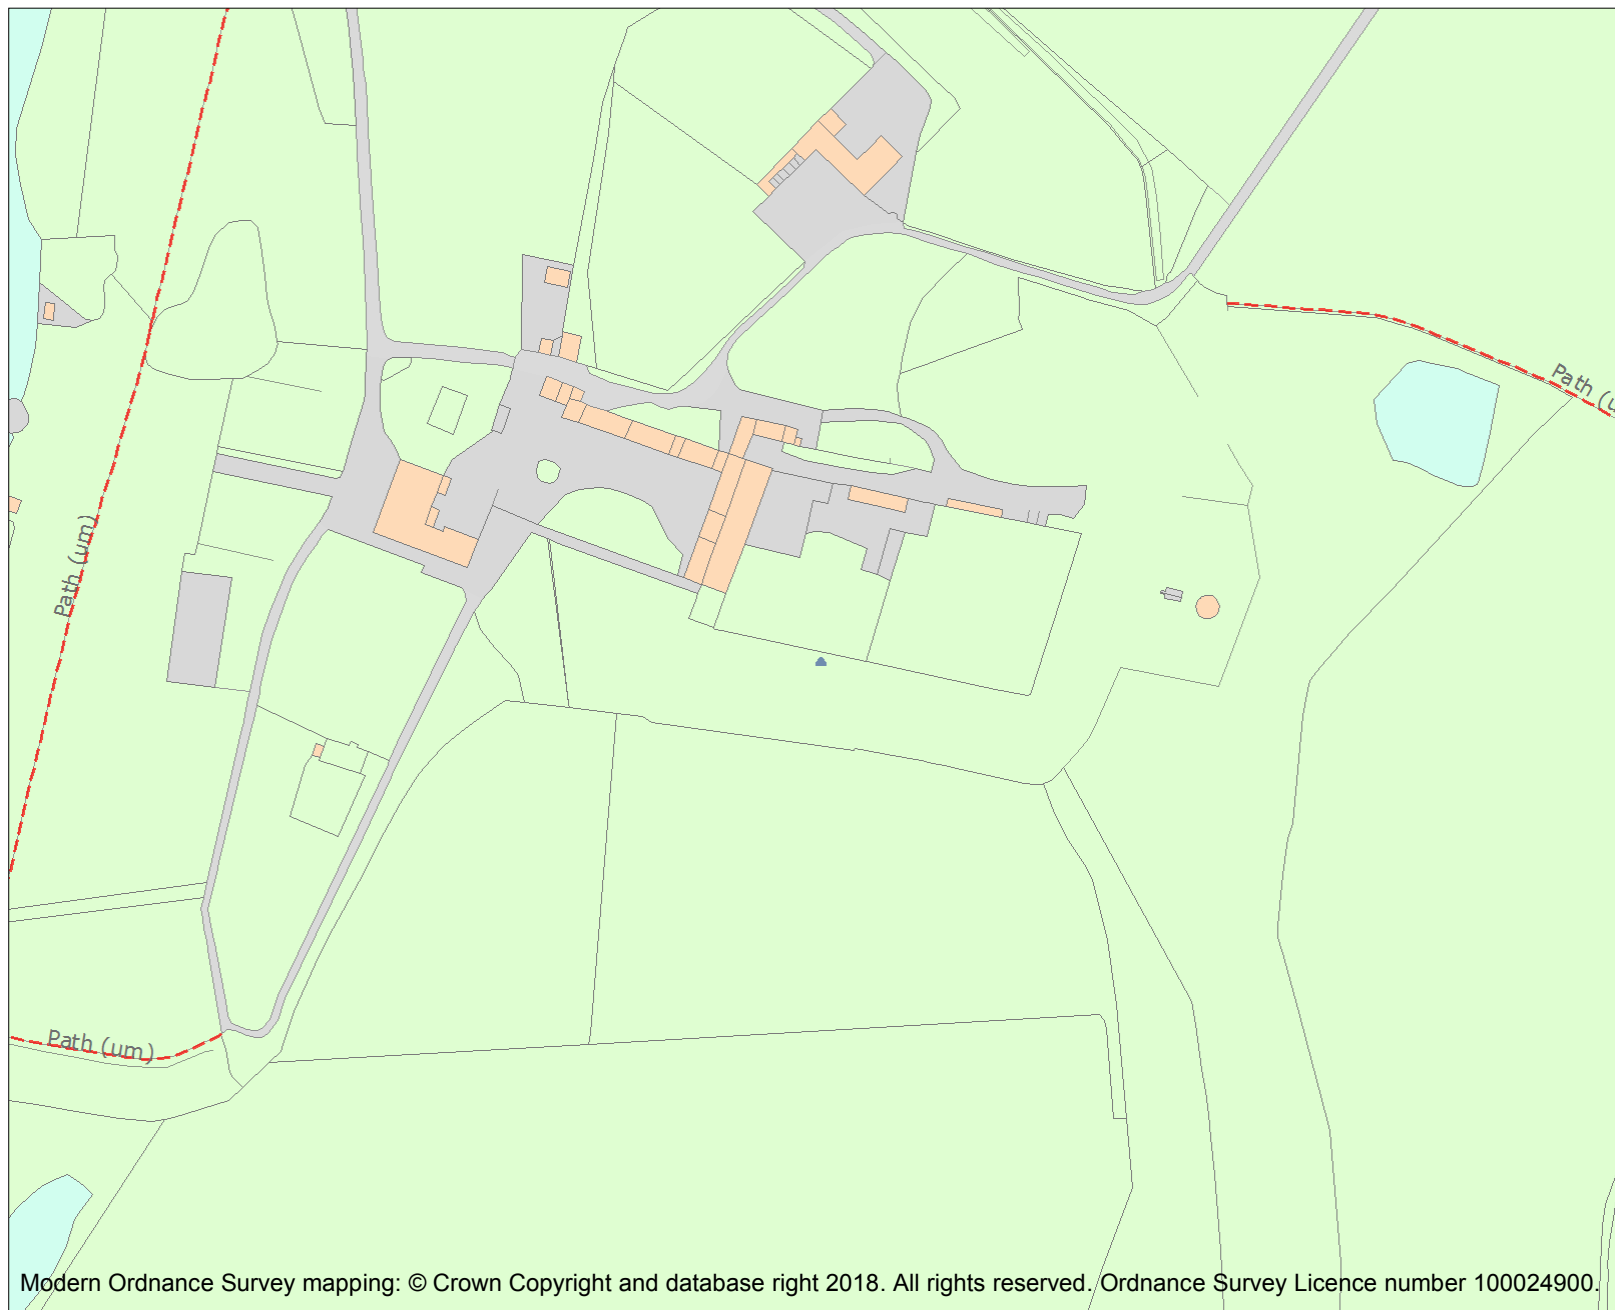 Path (um)
Path (um)
Modern Ordnance Survey mapping: © Crown Copyright and database right 2018. All rights reserved. Ordnance Survey Licence number 100024900.
Path